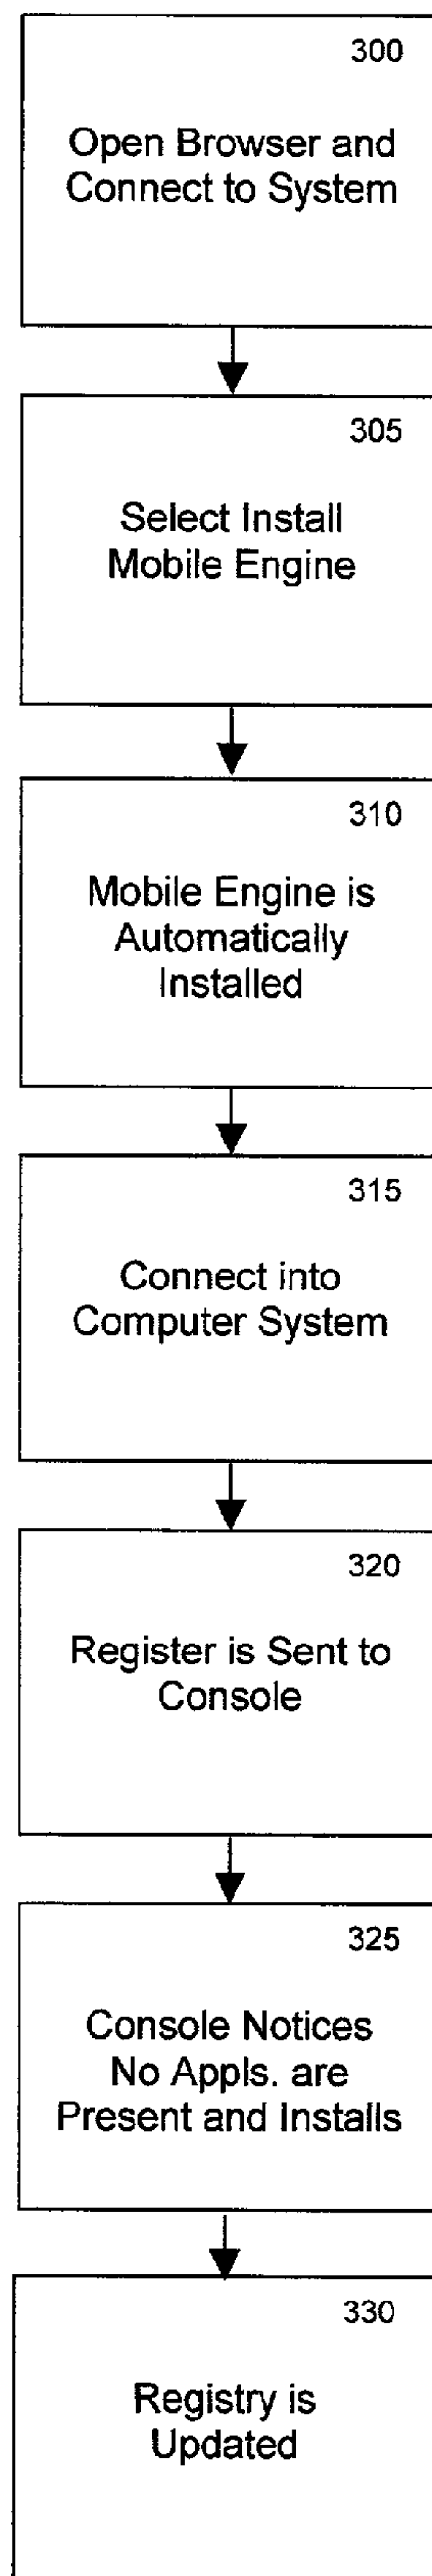 300
Open Browser and
Connect to System
305
Select Install
Mobile Engine
310
Mobile Engine is
Automatically
Installed
315
Connect into
Computer System
320
Register is Sent to
Console
325
Console Notices
No Appls. are
Present and Installs
330
Registry is
Updated